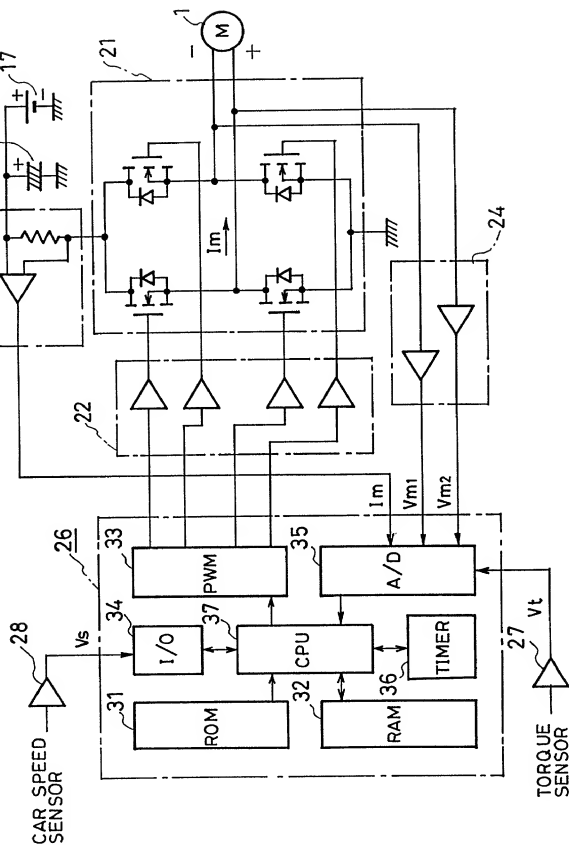 17
+
−
+
1
M
−
+
21
Im
24
22
Im
Vm1
Vm2
26
33
PWM
35
A/D
34
I/O
37
CPU
36
TIMER
31
ROM
32
RAM
28
Vs
CAR SPEED
SENSOR
27
Vt
TORQUE
SENSOR